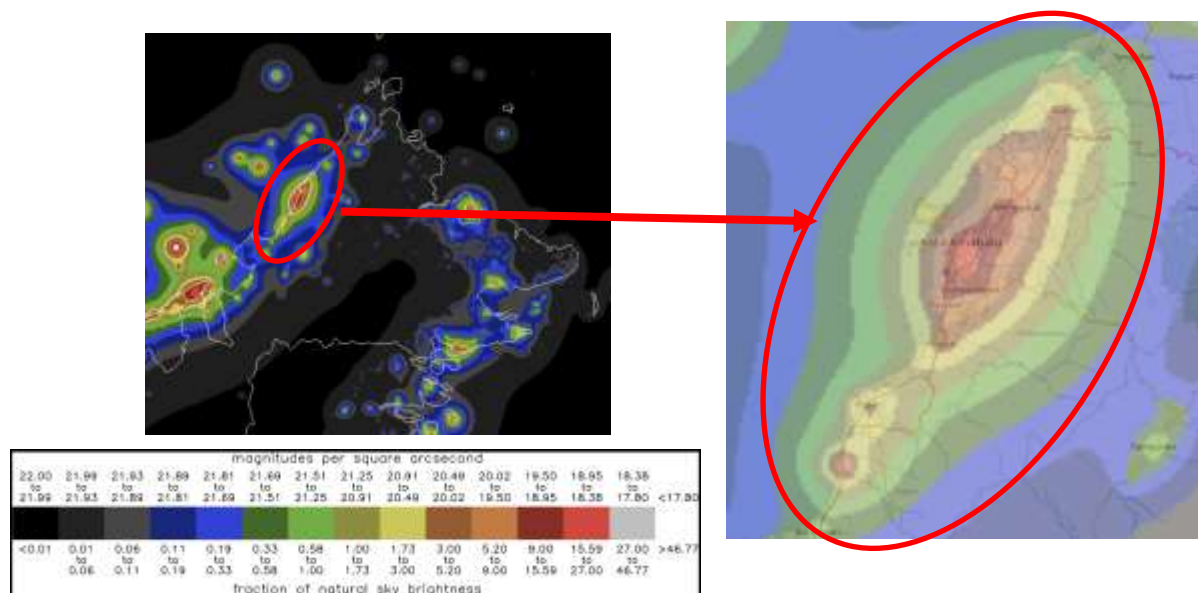 magnitudes per square arcsecond
22.00 21.99 21.93 21.89 21.81 21.69 21.51 21.25 20.91 20.49 20.02 19.50 18.95 18.38
to to to to to to to to to to to to to to
21.99 21.93 21.89 21.81 21.69 21.51 21.25 20.91 20.49 20.02 19.50 18.95 18.38 17.80 <17.80
<0.01 0.01 0.06 0.11 0.19 0.33 0.58 1.00 1.73 3.00 5.20 9.00 15.59 27.00 >46.77
to to to to to to to to to to to to to
0.06 0.11 0.19 0.33 0.58 1.00 1.73 3.00 5.20 9.00 15.59 27.00 46.77
fraction of natural sky brightness